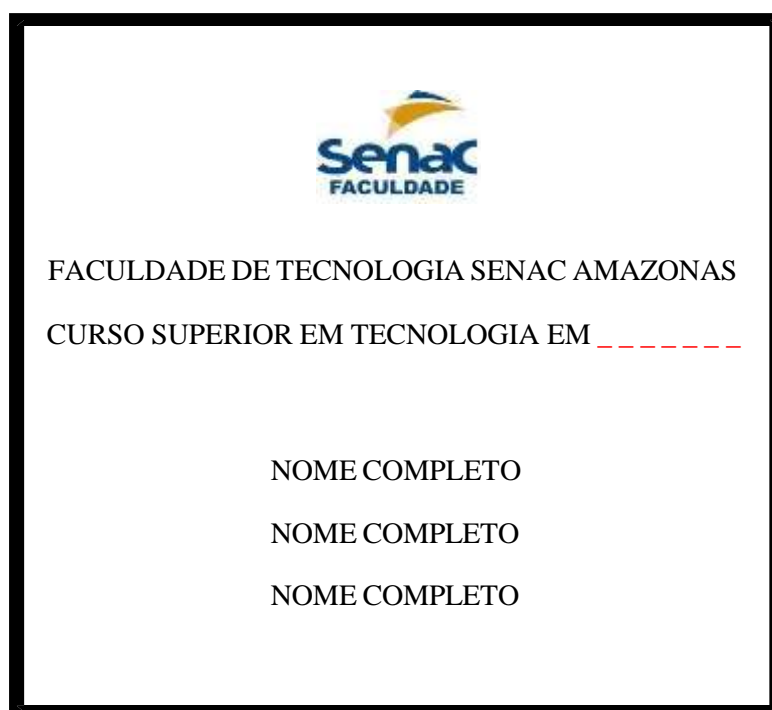 Senac
FACULDADE
FACULDADE DE TECNOLOGIA SENAC AMAZONAS
CURSO SUPERIOR EM TECNOLOGIA EM _ _ _ _ _ _ _
NOME COMPLETO
NOME COMPLETO
NOME COMPLETO